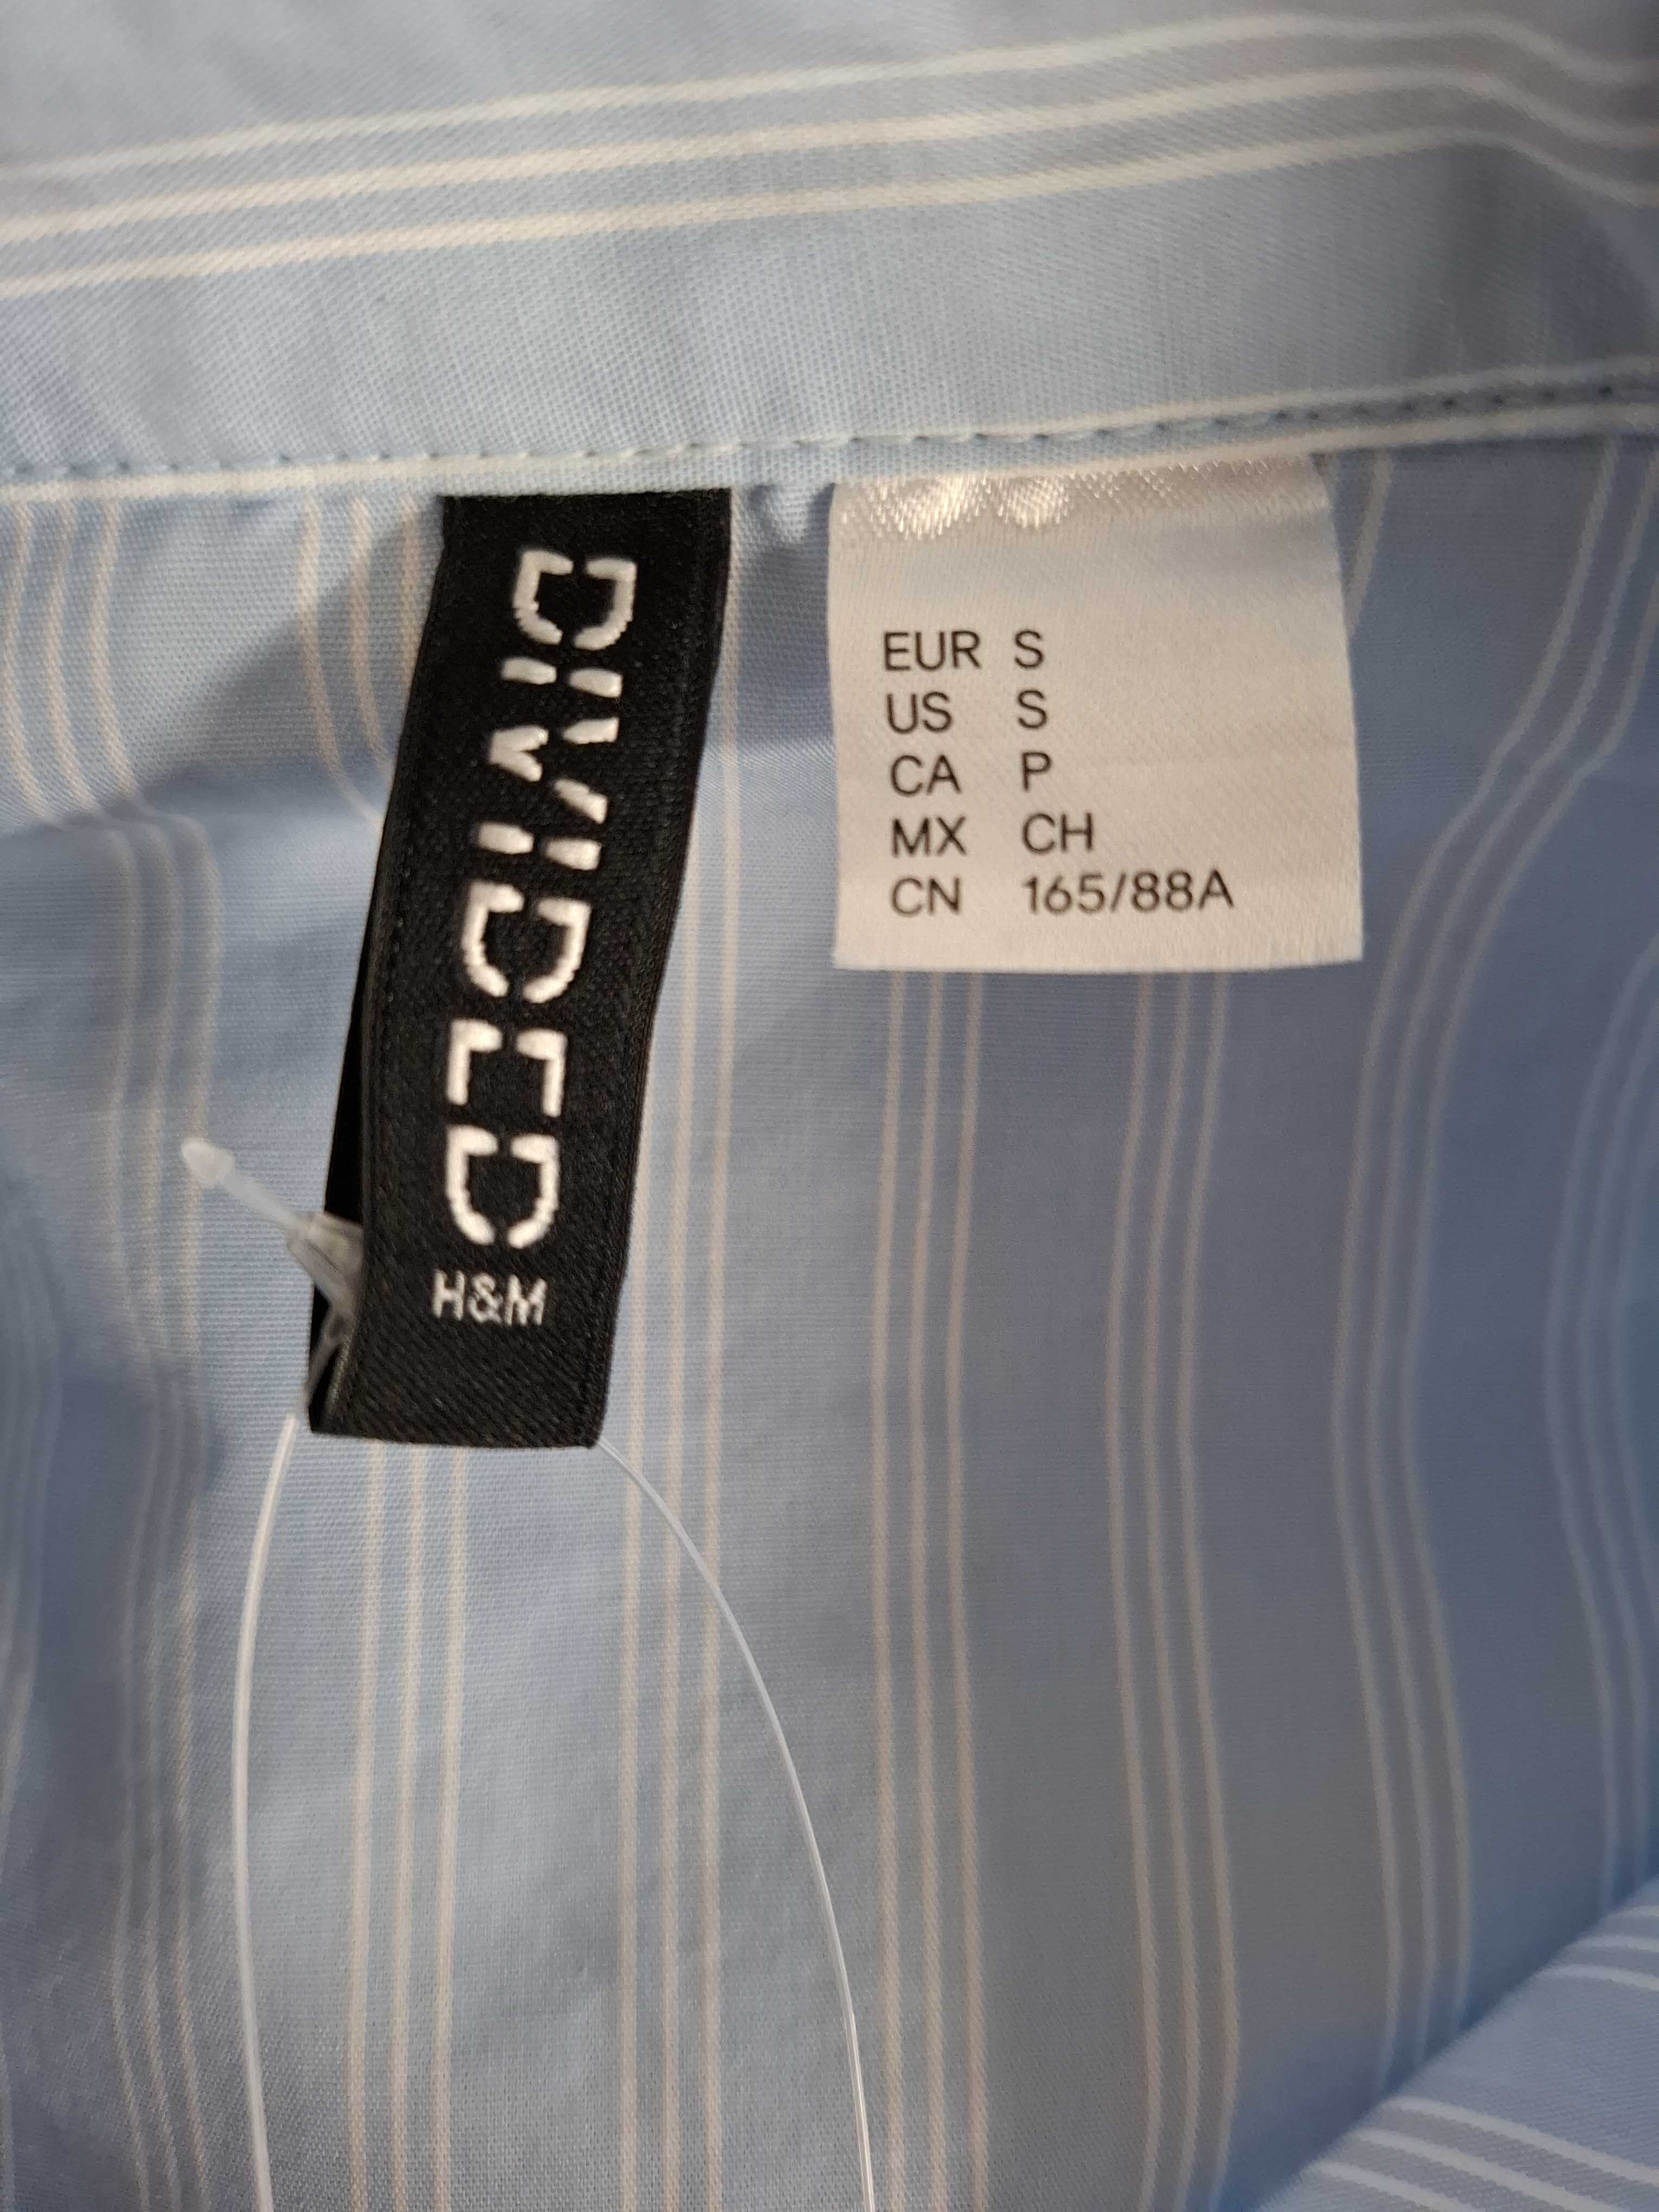 DIVIDED
H&M
EUR S
US S
CA P
MX CH
CN 165/88A